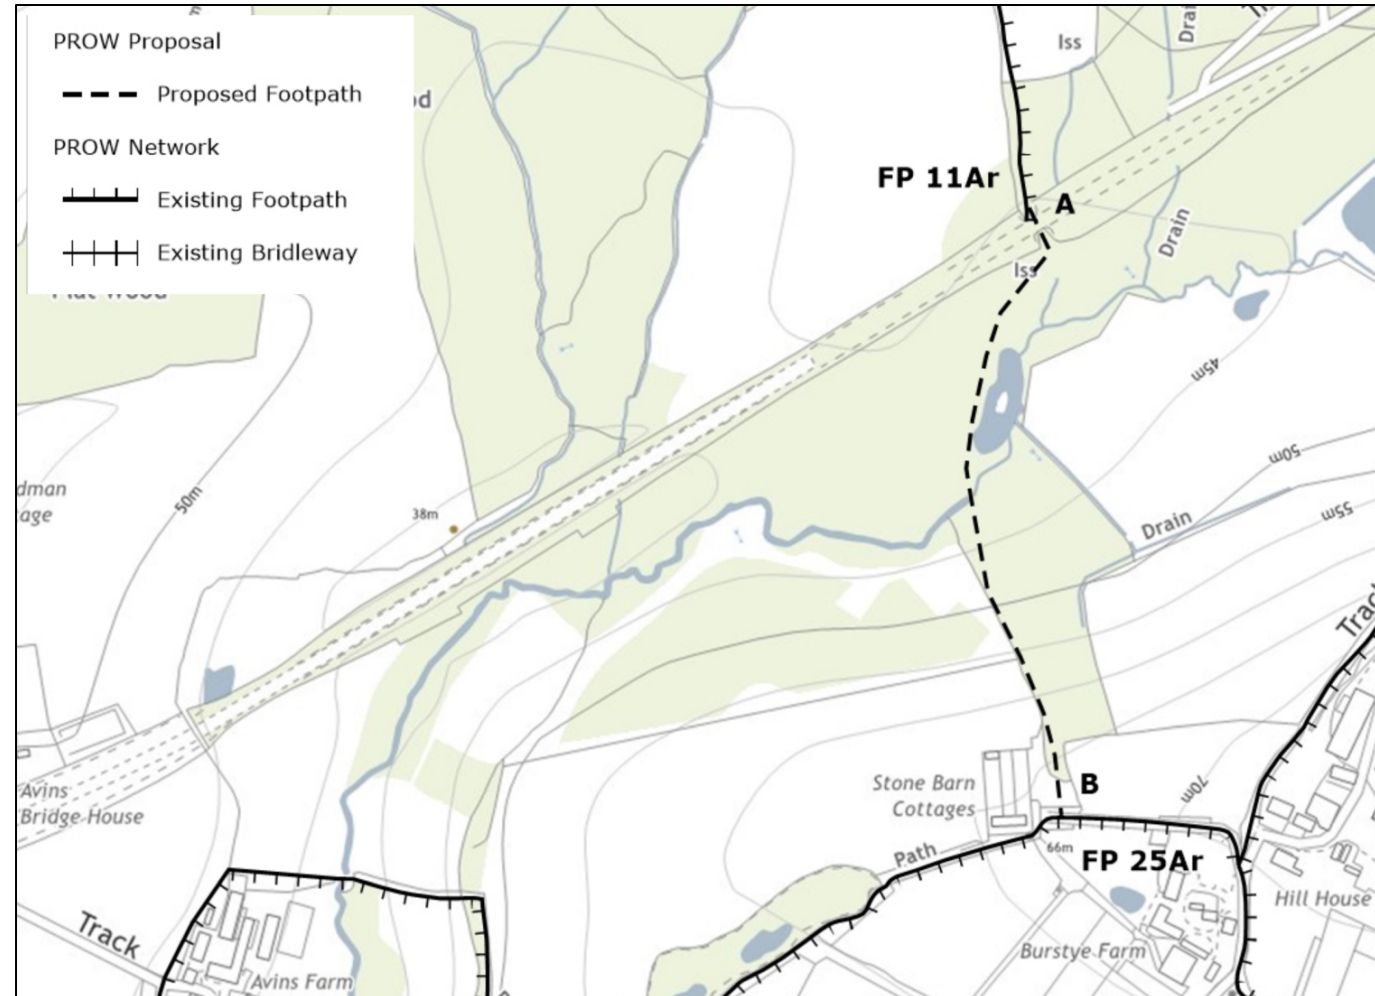 PROW Proposal
Proposed Footpath
PROW Network
Existing Footpath
Existing Bridleway
Iss
Drai
FP 11Ar
A
Drain
Iss
45m
50m
50m
55m
38m
Drain
Track
Avins
Bridge House
Stone Barn
Cottages
B
70m
Path
66m
FP 25Ar
Hill House
Track
Burstye Farm
Avins Farm